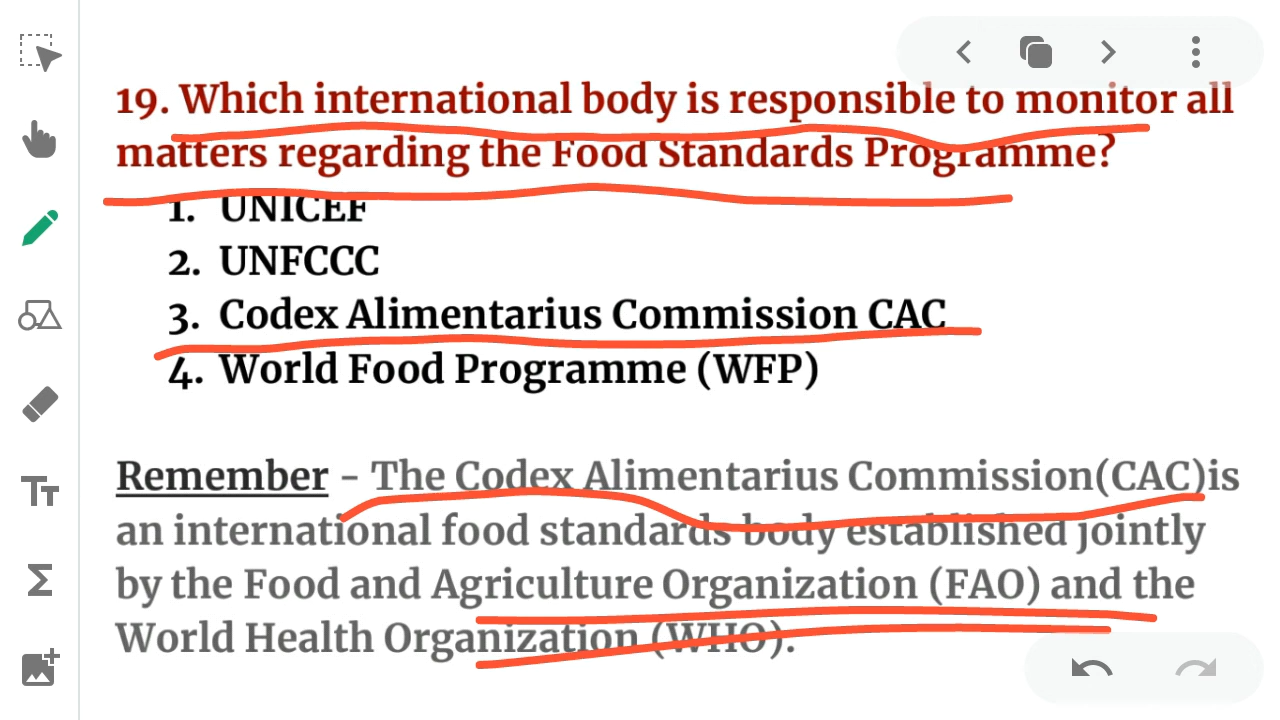 19. Which international body is responsible to monitor all
matters regarding the Food Standards Programme?
1. UNICEF
2. UNFCCC
3. Codex Alimentarius Commission CAC
4. World Food Programme (WFP)
Remember - The Codex Alimentarius Commission(CAC)is
an international food standards body established jointly
by the Food and Agriculture Organization (FAO) and the
World Health Organization (WHO).